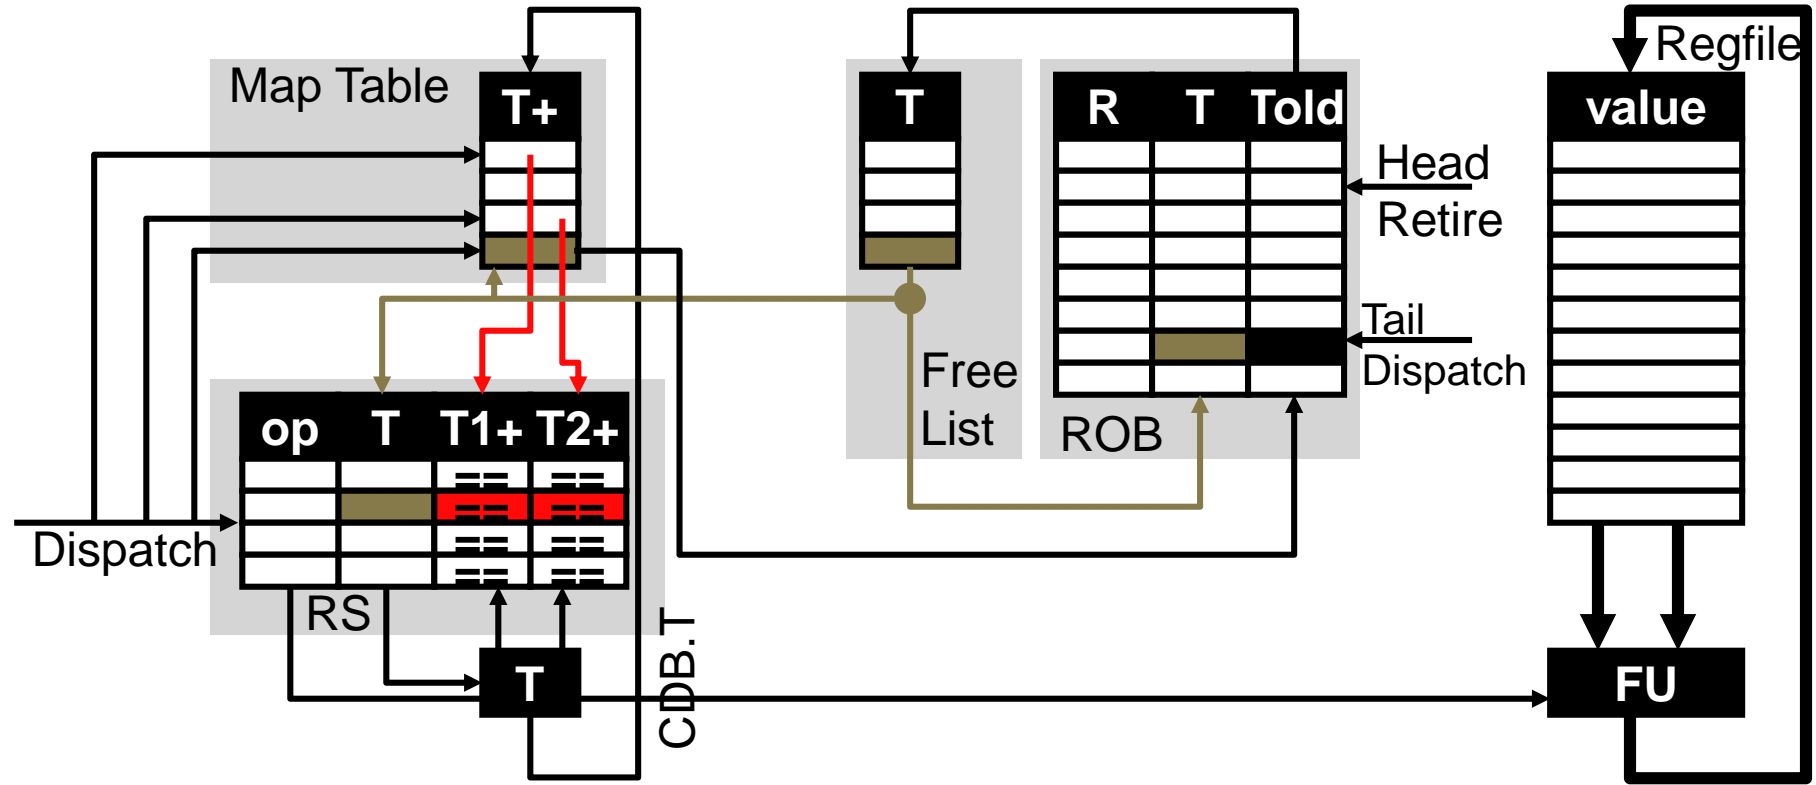 Map Table
T+
T
R T Told
Regfile
value
Head
Retire
Tail
Dispatch
Free
List
ROB
op T T1+ T2+
== ==
== ==
== ==
== ==
Dispatch
RS
CDB.T
T
FU